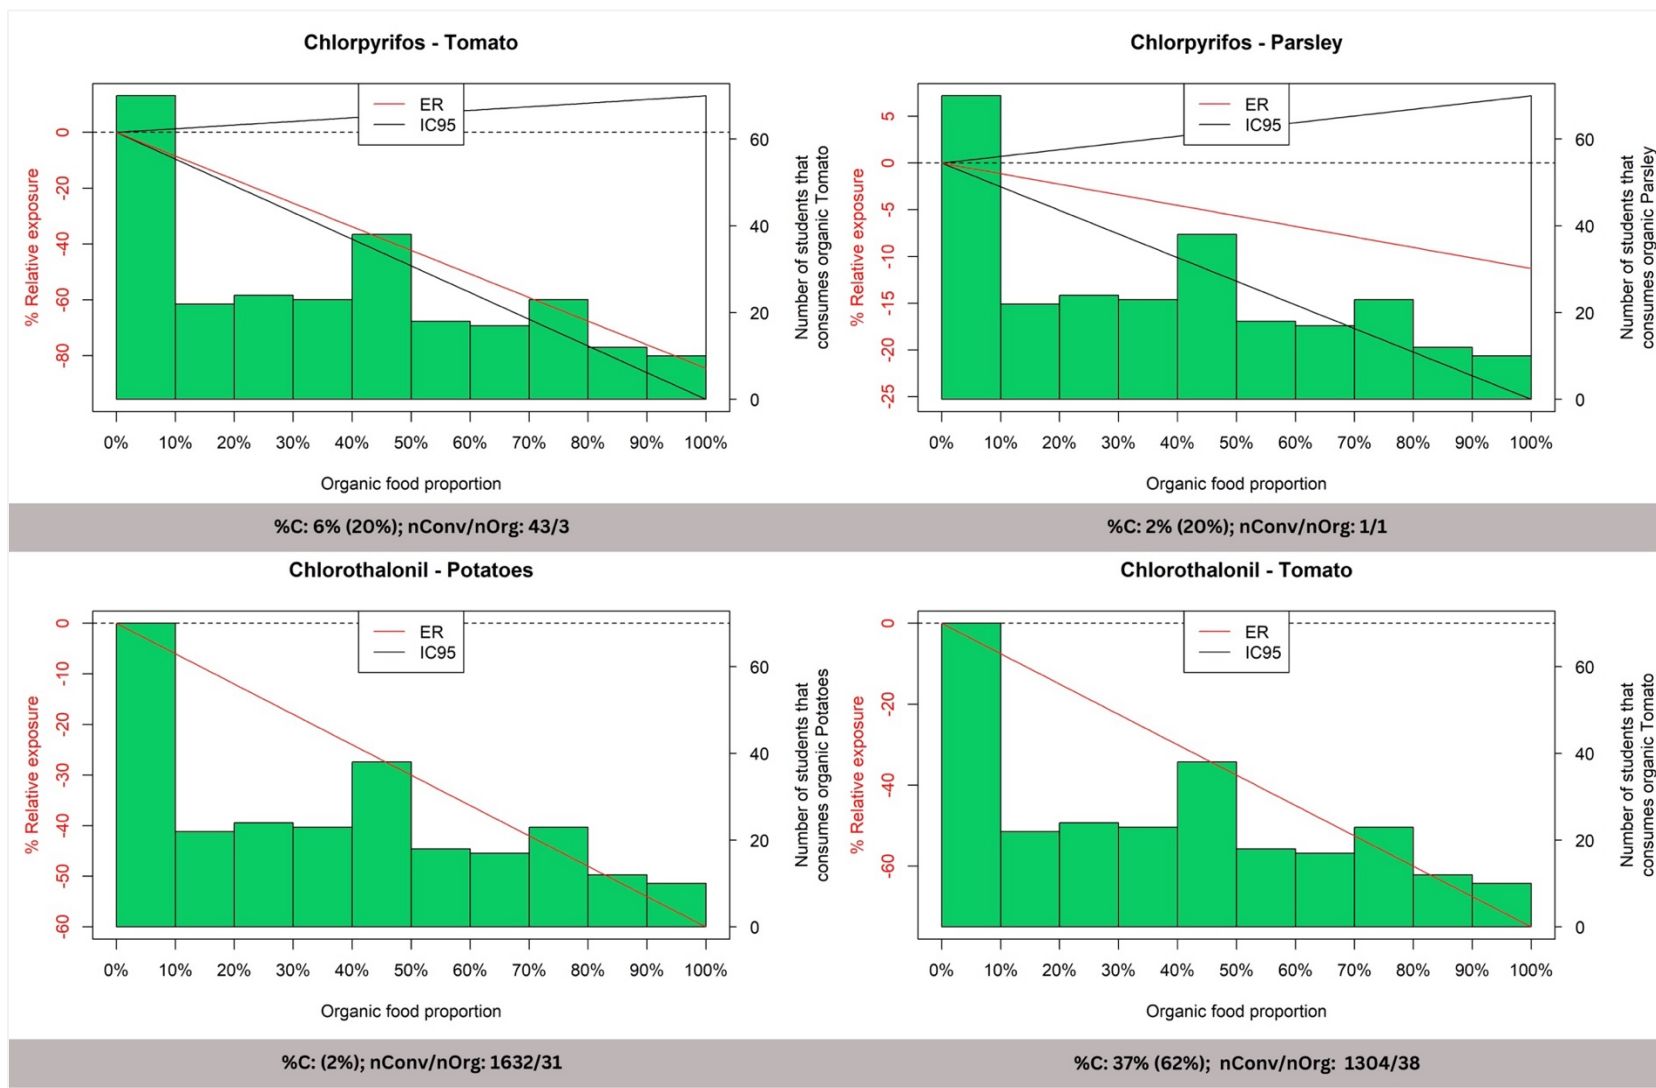 Chlorpyrifos - Tomato
ER
IC95
% Relative exposure
0
-20
-40
-60
-80
Number of students that
consumes organic Tomato
60
40
20
0
0% 10% 20% 30% 40% 50% 60% 70% 80% 90% 100%
Organic food proportion
%C: 6% (20%); nConv/nOrg: 43/3
Chlorpyrifos - Parsley
ER
IC95
% Relative exposure
5
0
-5
-10
-15
-20
-25
Number of students that
consumes organic Parsley
60
40
20
0
0% 10% 20% 30% 40% 50% 60% 70% 80% 90% 100%
Organic food proportion
%C: 2% (20%); nConv/nOrg: 1/1
Chlorothalonil - Potatoes
ER
IC95
% Relative exposure
0
-10
-20
-30
-40
-50
-60
Number of students that
consumes organic Potatoes
60
40
20
0
0% 10% 20% 30% 40% 50% 60% 70% 80% 90% 100%
Organic food proportion
%C: (2%); nConv/nOrg: 1632/31
Chlorothalonil - Tomato
ER
IC95
% Relative exposure
0
-20
-40
-60
Number of students that
consumes organic Tomato
60
40
20
0
0% 10% 20% 30% 40% 50% 60% 70% 80% 90% 100%
Organic food proportion
%C: 37% (62%); nConv/nOrg: 1304/38